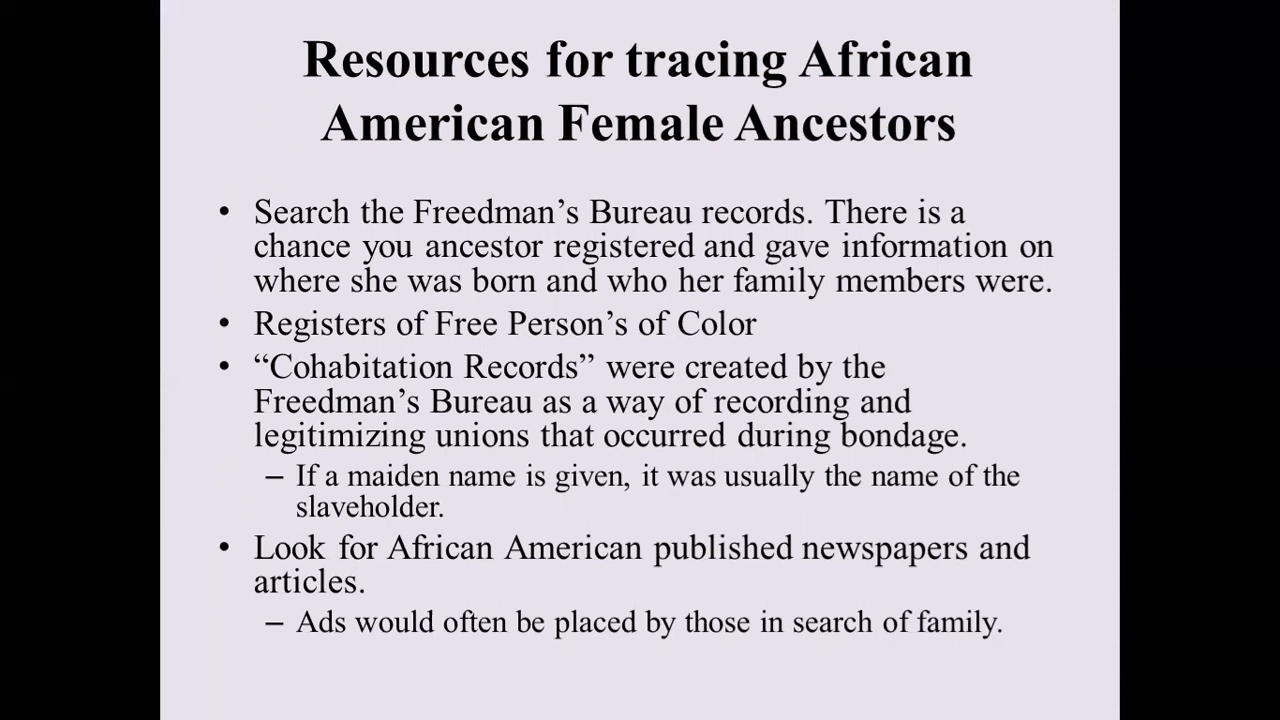 Resources for tracing African
American Female Ancestors
• Search the Freedman’s Bureau records. There is a
chance you ancestor registered and gave information on
where she was born and who her family members were.
• Registers of Free Person’s of Color
• “Cohabitation Records” were created by the
Freedman’s Bureau as a way of recording and
legitimizing unions that occurred during bondage.
– If a maiden name is given, it was usually the name of the
slaveholder.
• Look for African American published newspapers and
articles.
– Ads would often be placed by those in search of family.